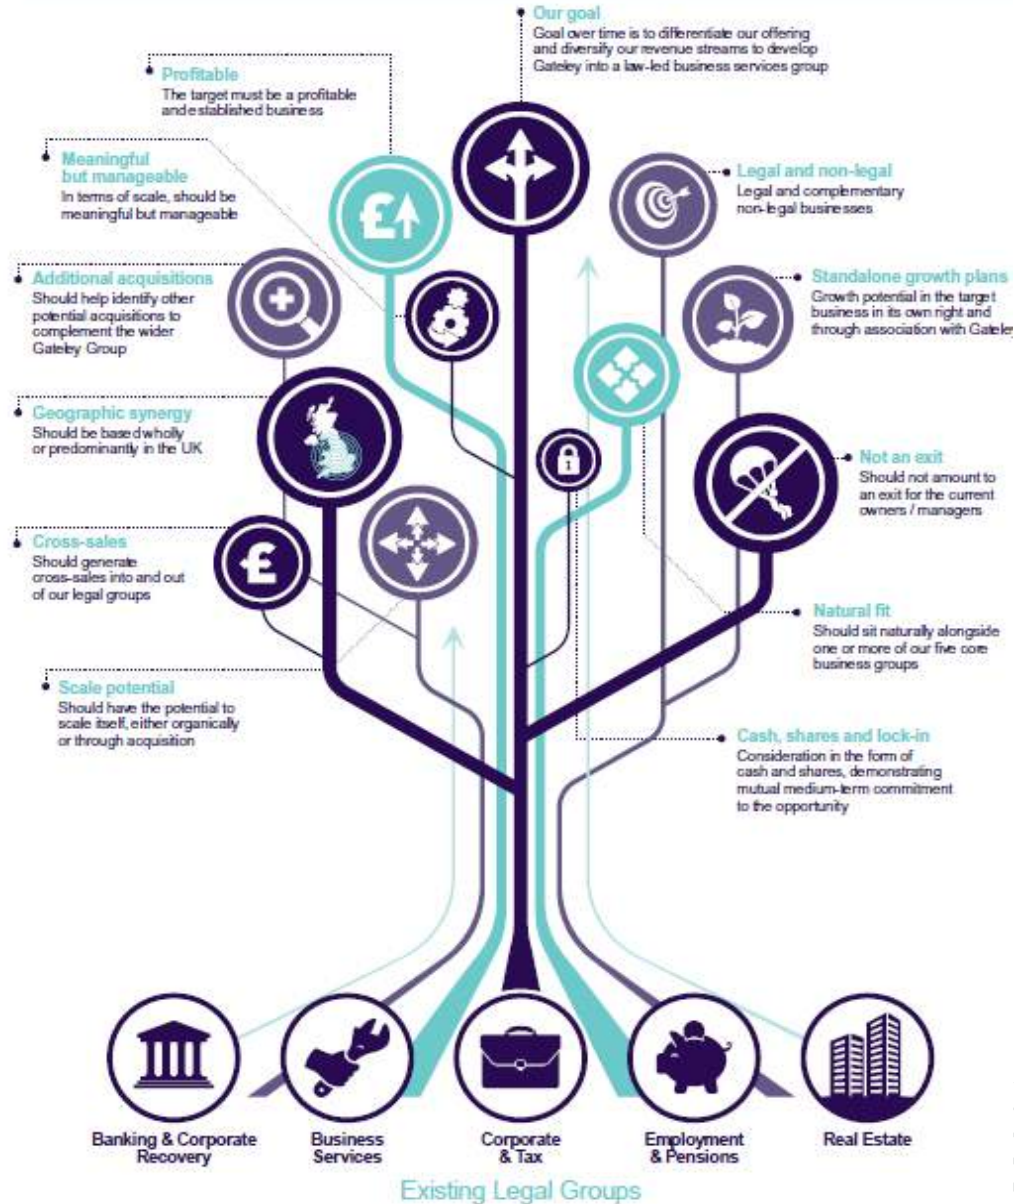 Our goal
Goal over time is to differentiate our offering
and diversify our revenue streams to develop
Gateley into a law-led business services group
Profitable
The target must be a profitable
and established business
Meaningful
but manageable
In terms of scale, should be
meaningful but manageable
Legal and non-legal
Legal and complementary
non-legal businesses
Additional acquisitions
Should help identify other
potential acquisitions to
complement the wider
Gateley Group
Standalone growth plans
Growth potential in the target
business in its own right and
through association with Gateley
Geographic synergy
Should be based wholly
or predominantly in the UK
Not an exit
Should not amount to
an exit for the current
owners / managers
Cross-sales
Should generate
cross-sales into and out
of our legal groups
Natural fit
Should sit naturally alongside
one or more of our five core
business groups
Scale potential
Should have the potential to
scale itself, either organically
or through acquisition
Cash, shares and lock-in
Consideration in the form of
cash and shares, demonstrating
mutual medium-term commitment
to the opportunity
£
£
Banking & Corporate
Recovery
Business
Services
Corporate
& Tax
Employment
& Pensions
Real Estate
Existing Legal Groups